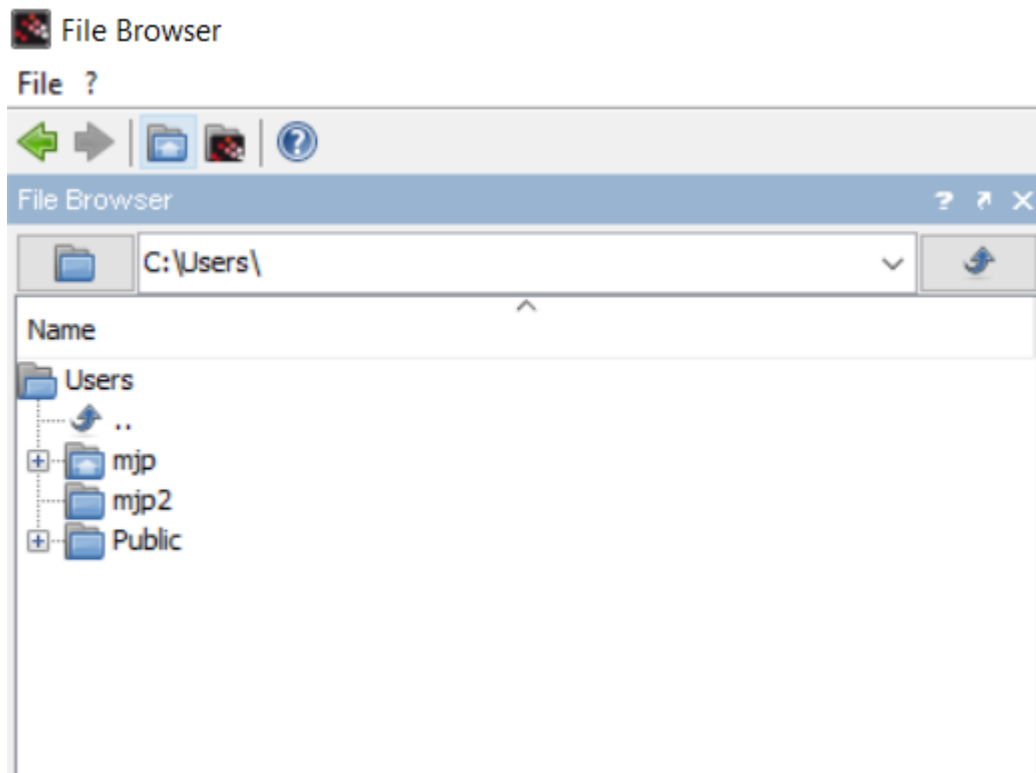 File Browser
File ?
File Browser
C:\Users\
Name
Users
..
mjp
mjp2
Public